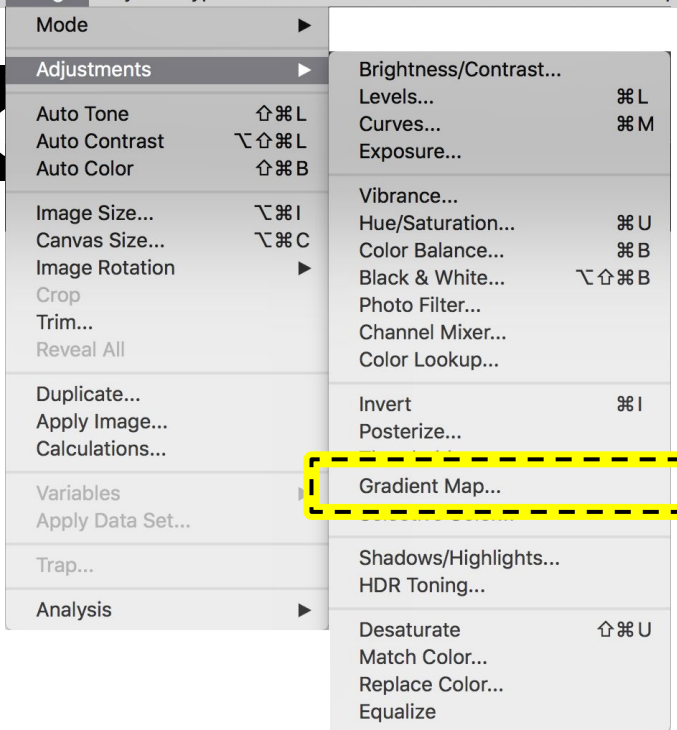 Mode ▶
Adjustments ▶
Auto Tone ⇧⌘L
Auto Contrast ⌥⇧⌘L
Auto Color ⇧⌘B
Image Size... ⌥⌘I
Canvas Size... ⌥⌘C
Image Rotation ▶
Crop
Trim...
Reveal All
Duplicate...
Apply Image...
Calculations...
Variables
Apply Data Set...
Trap...
Analysis ▶
Brightness/Contrast...
Levels... ⌘L
Curves... ⌘M
Exposure...
Vibrance...
Hue/Saturation... ⌘U
Color Balance... ⌘B
Black & White... ⌥⇧⌘B
Photo Filter...
Channel Mixer...
Color Lookup...
Invert ⌘I
Posterize...
Gradient Map...
Shadows/Highlights...
HDR Toning...
Desaturate ⇧⌘U
Match Color...
Replace Color...
Equalize